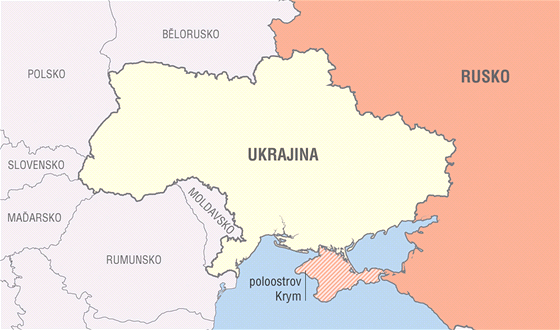 BĚLORUSKO
POLSKO
RUSKO
UKRAJINA
SLOVENSKO
MOLDAVSKO
MAĎARSKO
RUMUNSKO
poloostrov
Krym